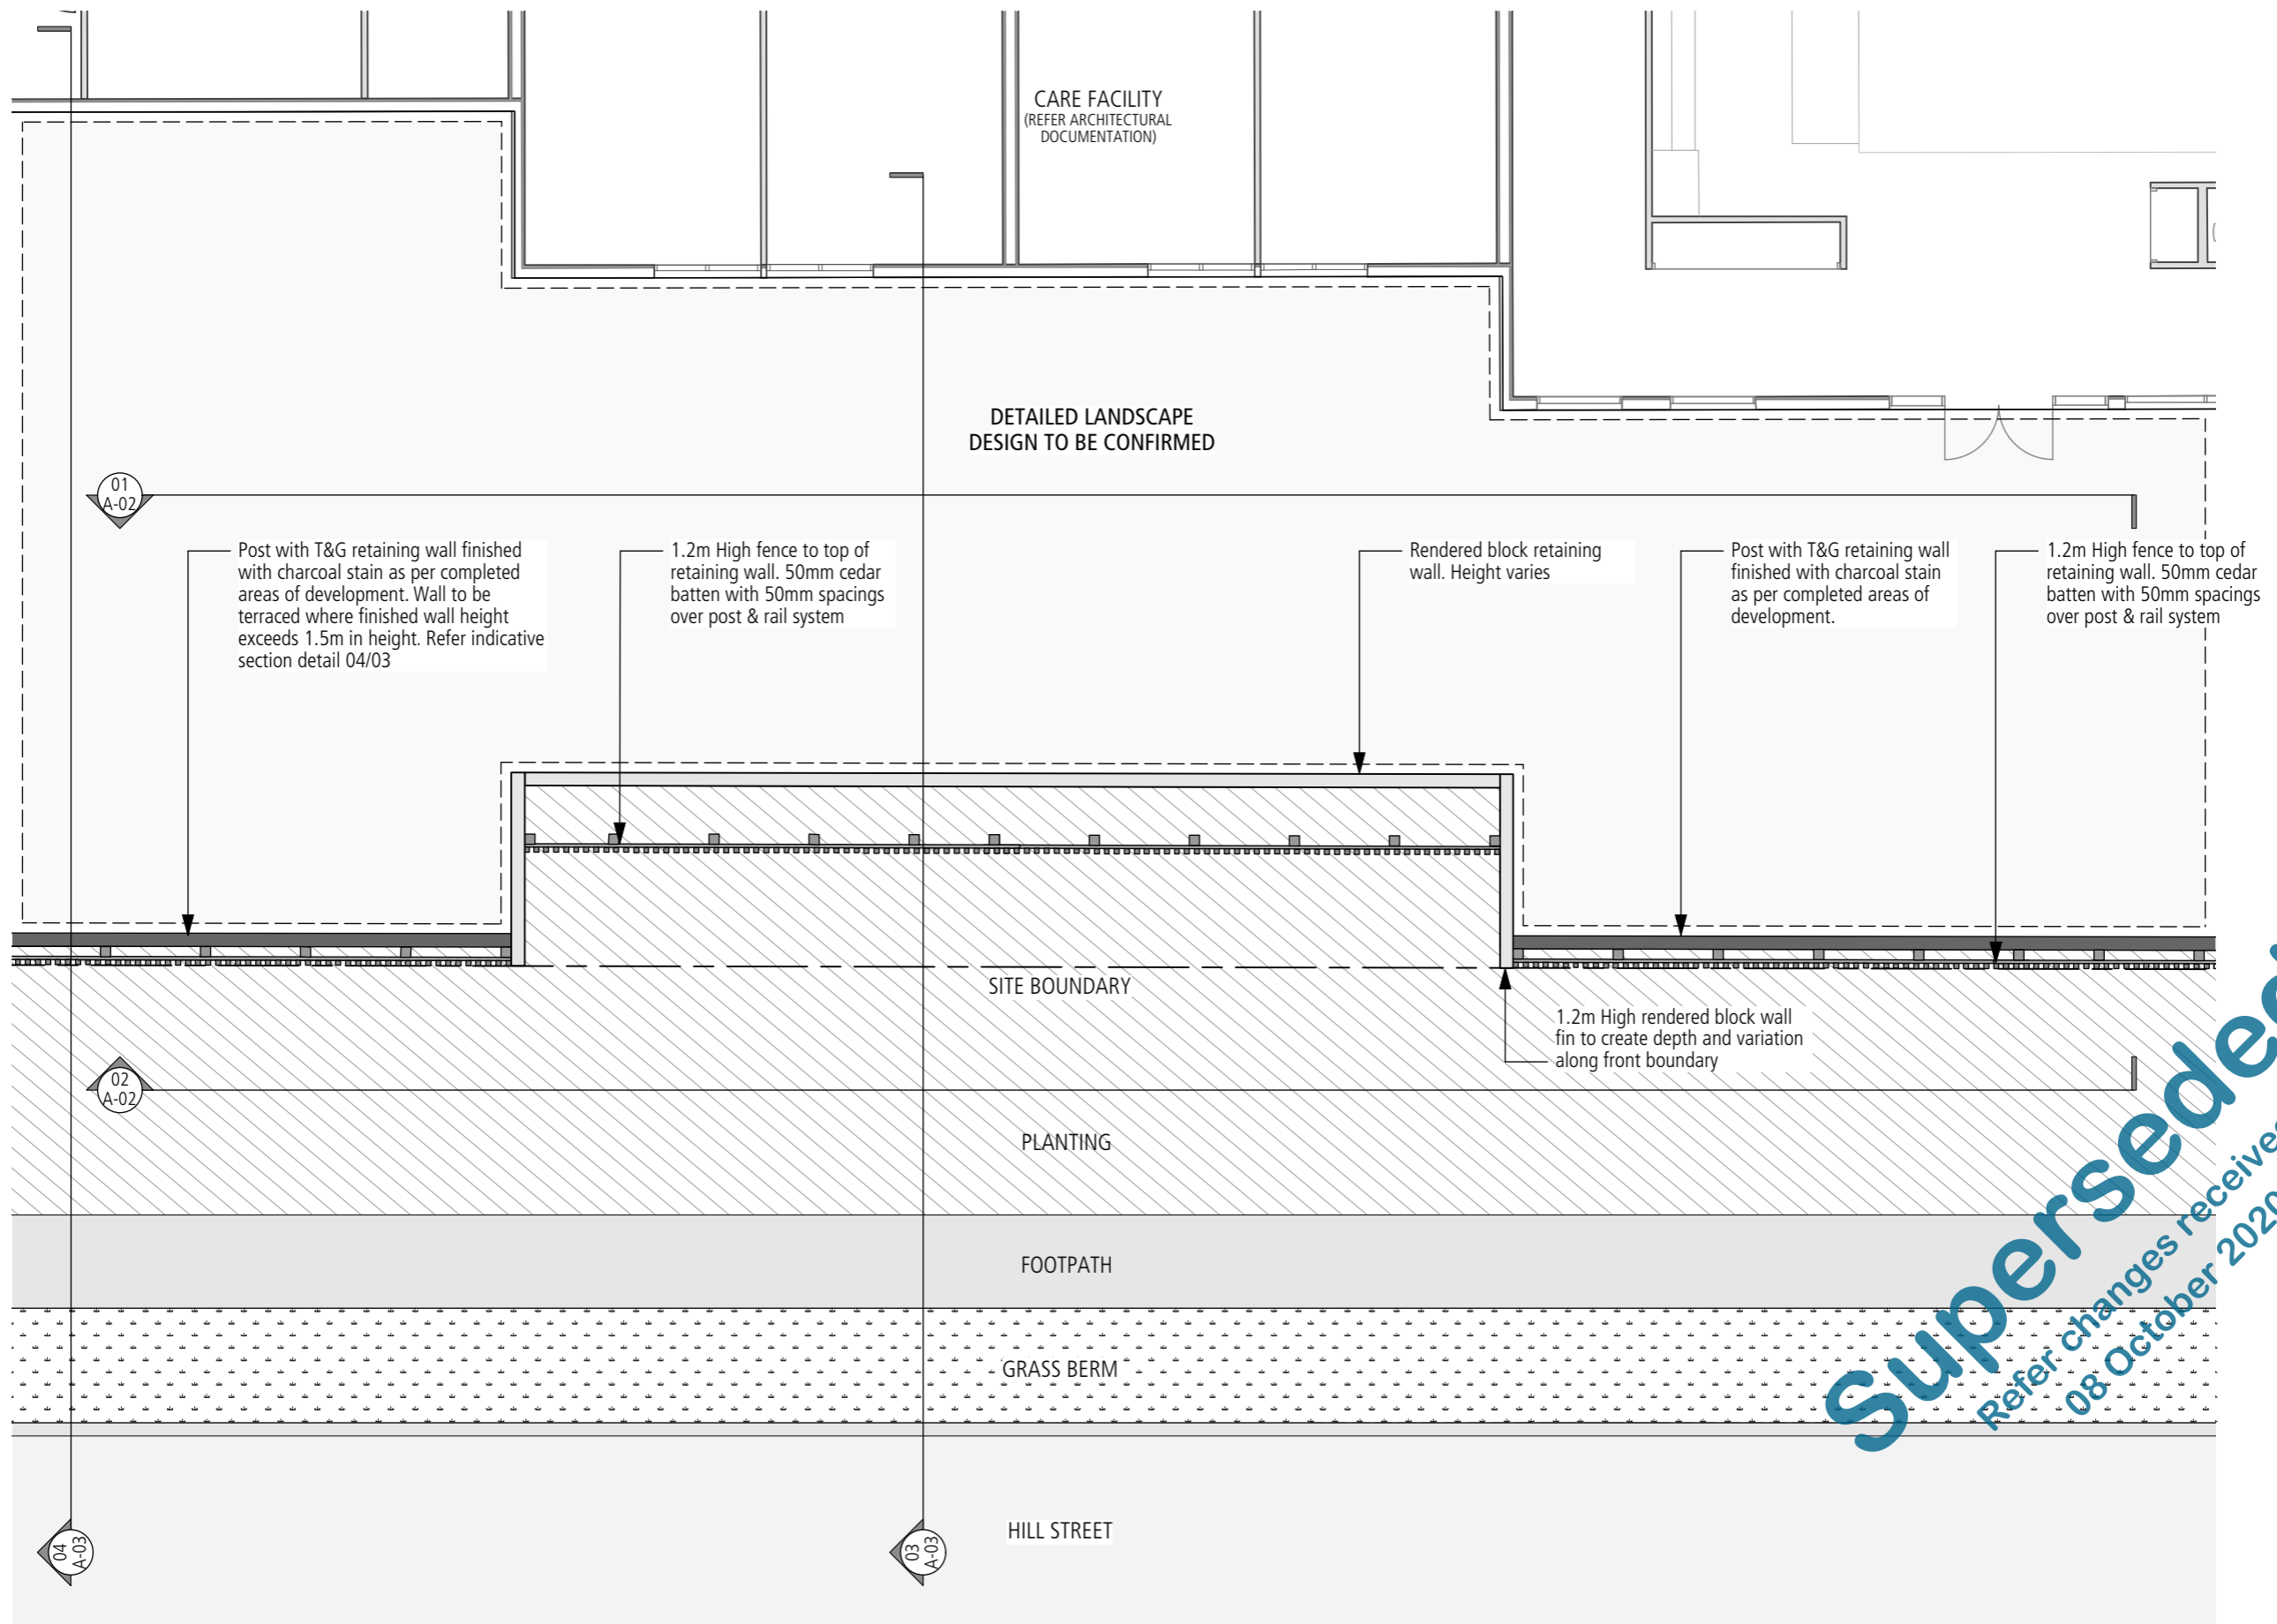 CARE FACILITY
(REFER ARCHITECTURAL
DOCUMENTATION)
DETAILED LANDSCAPE
DESIGN TO BE CONFIRMED
01
A-02
Post with T&G retaining wall finished
with charcoal stain as per completed
areas of development. Wall to be
terraced where finished wall height
exceeds 1.5m in height. Refer indicative
section detail 04/03
1.2m High fence to top of
retaining wall. 50mm cedar
batten with 50mm spacings
over post & rail system
Rendered block retaining
wall. Height varies
Post with T&G retaining wall
finished with charcoal stain
as per completed areas of
development.
1.2m High fence to top of
retaining wall. 50mm cedar
batten with 50mm spacings
over post & rail system
SITE BOUNDARY
1.2m High rendered block wall
fin to create depth and variation
along front boundary
02
A-02
PLANTING
FOOTPATH
GRASS BERM
HILL STREET
04
A-03
03
A-03
Superseded
Refer changes received
08 October 2020